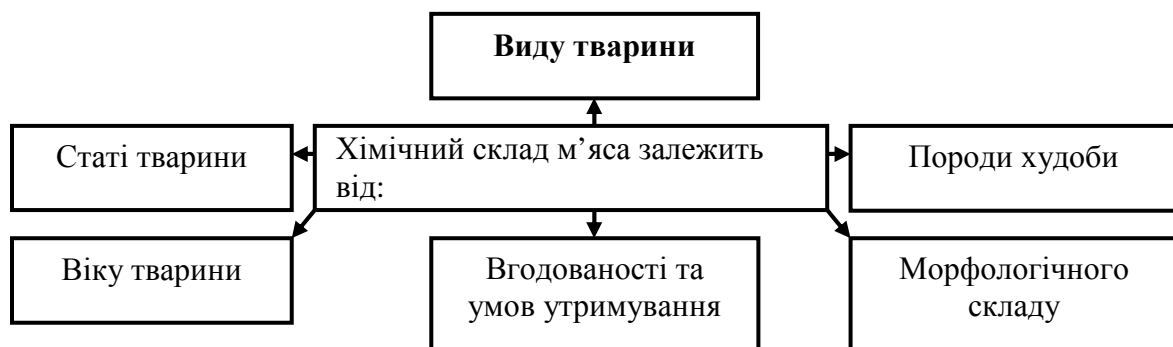 Виду тварини
Статі тварини
Хімічний склад м’яса залежить
від:
Породи худоби
Віку тварини
Вгодованості та
умов утримування
Морфологічного
складу